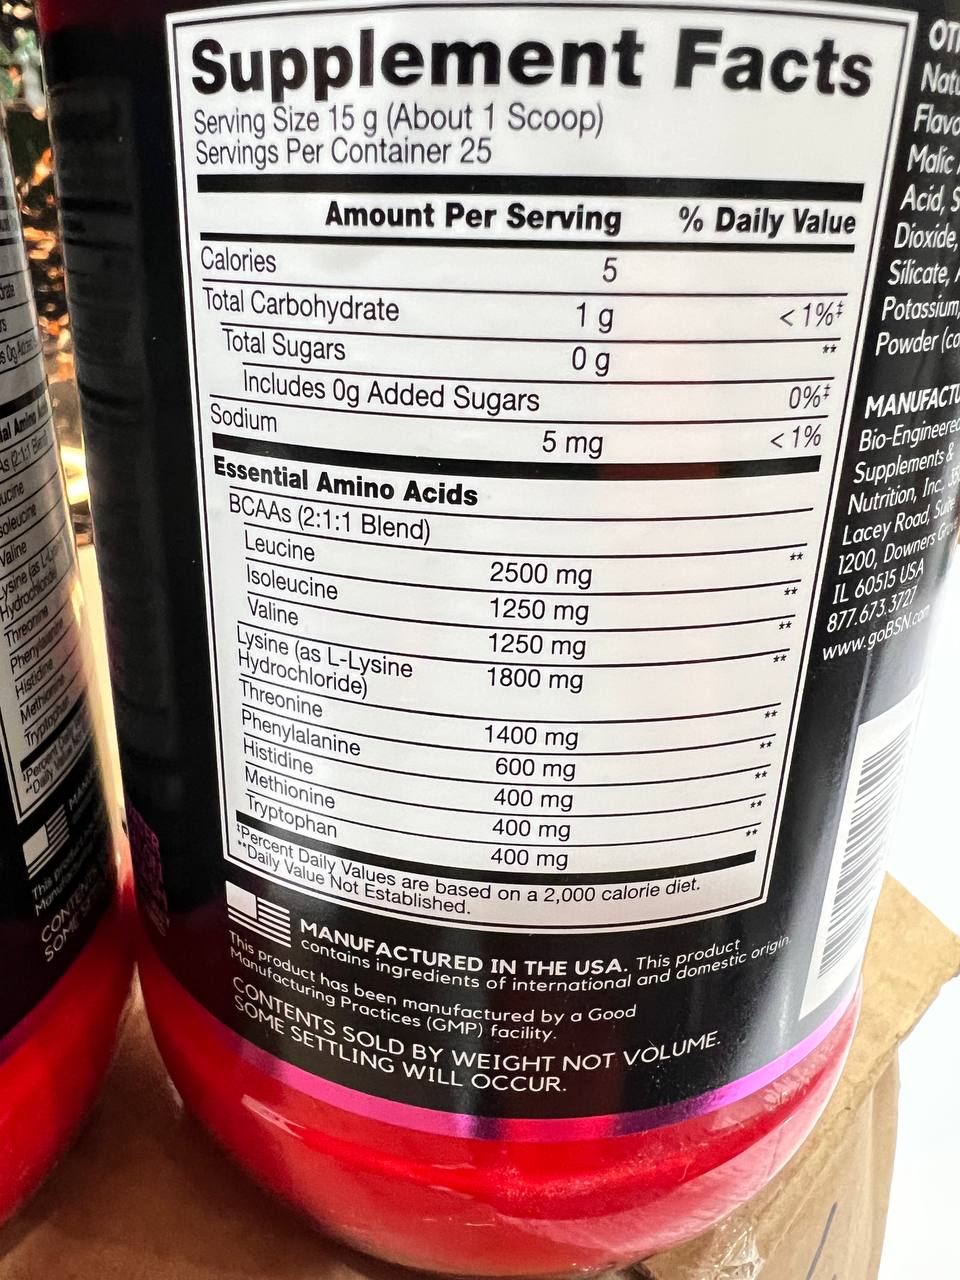 Supplement Facts
Serving Size 15 g (About 1 Scoop)
Servings Per Container 25
Amount Per Serving % Daily Value
Calories 5
Total Carbohydrate 1 g <1%‡
Total Sugars 0 g **
Includes 0g Added Sugars 0%‡
Sodium 5 mg <1%
Essential Amino Acids
BCAAs (2:1:1 Blend)
Leucine 2500 mg **
Isoleucine 1250 mg **
Valine 1250 mg **
Lysine (as L-Lysine
Hydrochloride) 1800 mg **
Threonine 1400 mg **
Phenylalanine 600 mg **
Histidine 400 mg **
Methionine 400 mg **
Tryptophan 400 mg **
‡Percent Daily Values are based on a 2,000 calorie diet.
**Daily Value Not Established.
MANUFACTURED IN THE USA. This product
contains ingredients of international and domestic origin.
This product has been manufactured by a Good
Manufacturing Practices (GMP) facility.
CONTENTS SOLD BY WEIGHT NOT VOLUME.
SOME SETTLING WILL OCCUR.
Malic
Acid,
Dioxide,
Silicate,
Potassium,
Powder
Bio-Engineered
Supplements &
Nutrition, Inc.
Lacey Road,
1200, Downers
IL 60515 USA
877.673.3727
www.goBSN.com
Valine
Threonine
Histidine
Methionine
Tryptophan